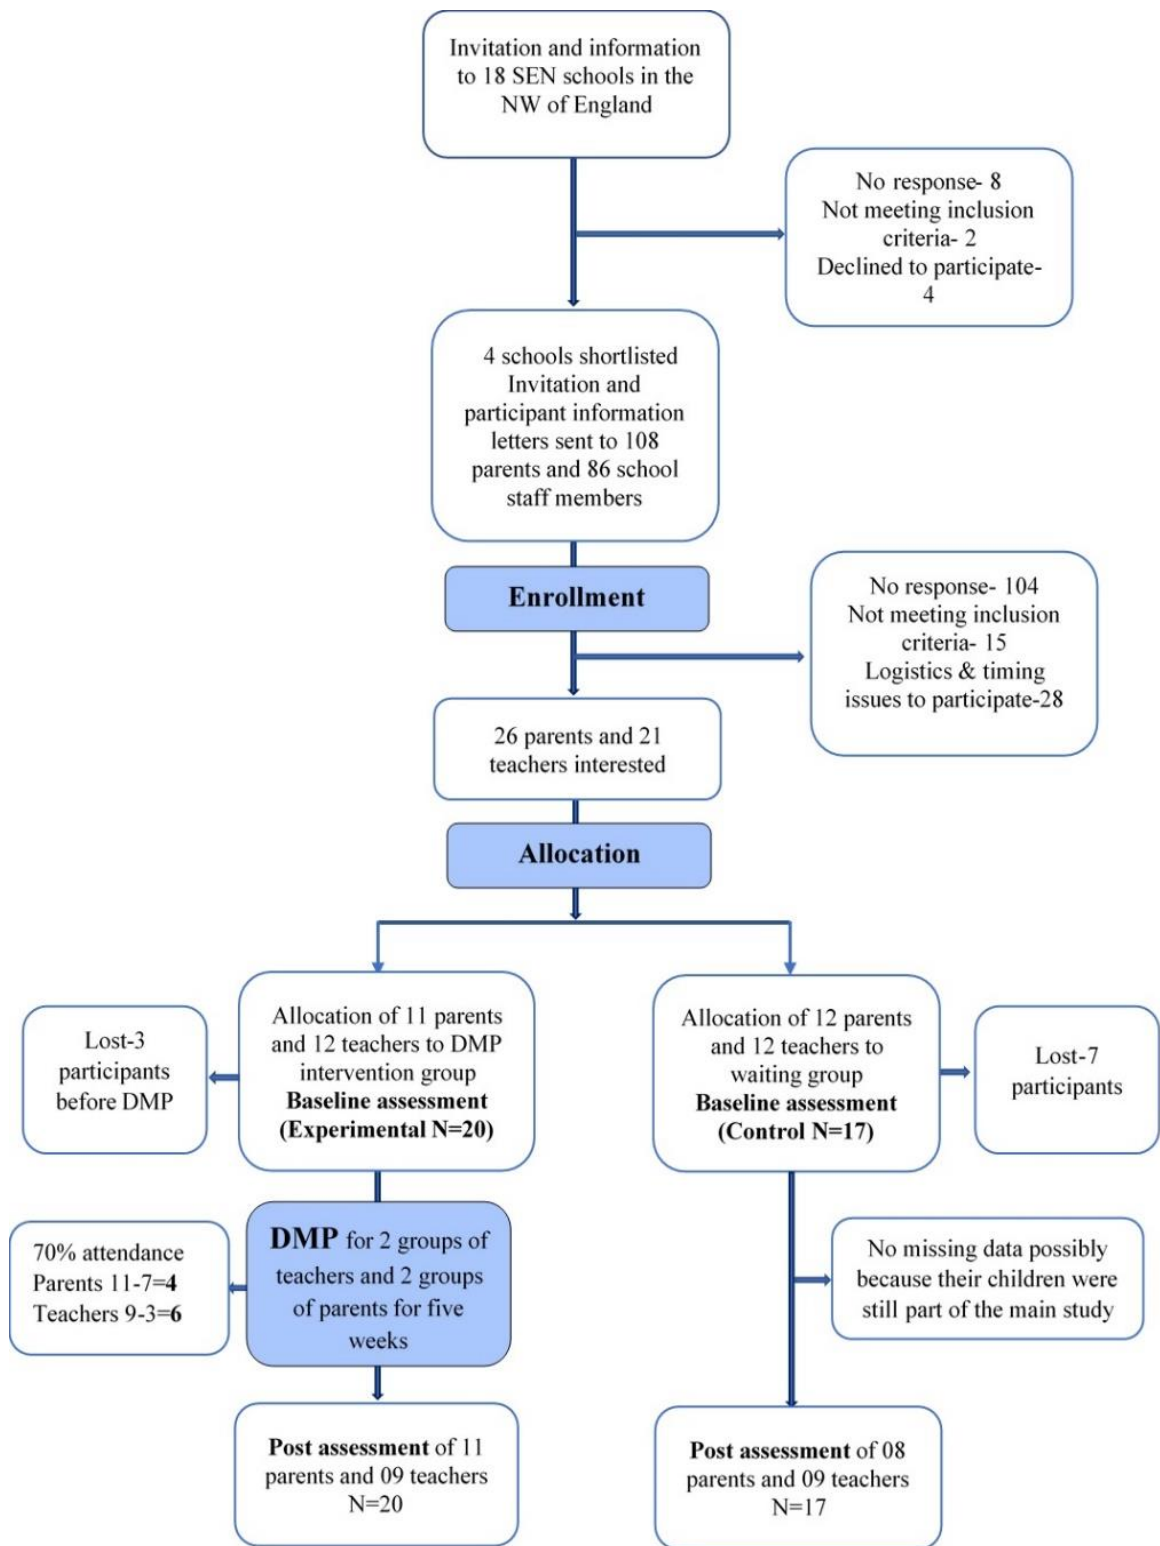 Invitation and information
to 18 SEN schools in the
NW of England
No response- 8
Not meeting inclusion
criteria- 2
Declined to participate-
4
4 schools shortlisted
Invitation and
participant information
letters sent to 108
parents and 86 school
staff members
Enrollment
No response- 104
Not meeting inclusion
criteria- 15
Logistics & timing
issues to participate-28
26 parents and 21
teachers interested
Allocation
Lost-3
participants
before DMP
Allocation of 11 parents
and 12 teachers to DMP
intervention group
Baseline assessment
(Experimental N=20)
Allocation of 12 parents
and 12 teachers to
waiting group
Baseline assessment
(Control N=17)
Lost-7
participants
70% attendance
Parents 11-7=4
Teachers 9-3=6
DMP for 2 groups of
teachers and 2 groups
of parents for five
weeks
No missing data possibly
because their children were
still part of the main study
Post assessment of 11
parents and 09 teachers
N=20
Post assessment of 08
parents and 09 teachers
N=17